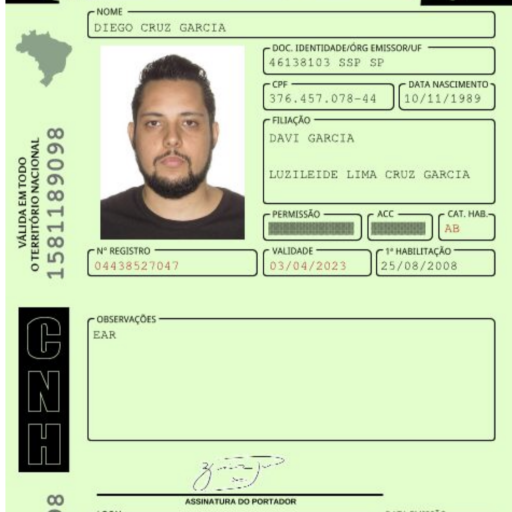 NOME
DIEGO CRUZ GARCIA
DOC. IDENTIDADE/ÓRG EMISSOR/UF
46138103 SSP SP
CPF
DATA NASCIMENTO
376.457.078-44
10/11/1989
FILIAÇÃO
DAVI GARCIA
LUZILEIDE LIMA CRUZ GARCIA
PERMISSÃO
ACC
CAT. HAB.
AB
Nº REGISTRO
VALIDADE
1ª HABILITAÇÃO
04438527047
03/04/2023
25/08/2008
VÁLIDA EM TODO
O TERRITÓRIO NACIONAL
1581189098
CNH
OBSERVAÇÕES
EAR
ASSINATURA DO PORTADOR